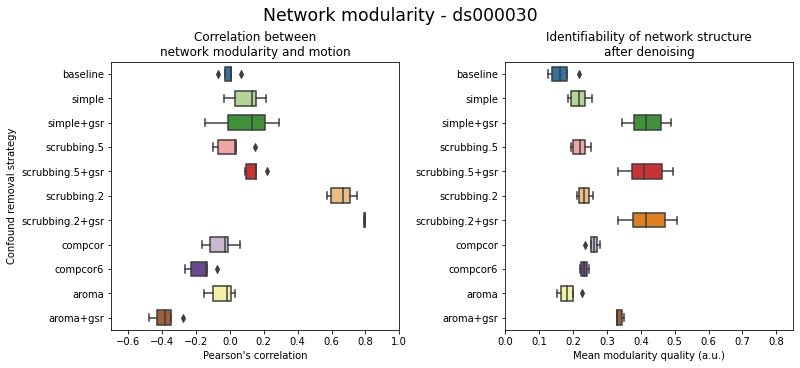 Network modularity - ds000030
Correlation between
network modularity and motion
Confound removal strategy
baseline
simple
simple+gsr
scrubbing.5
scrubbing.5+gsr
scrubbing.2
scrubbing.2+gsr
compcor
compcor6
aroma
aroma+gsr
−0.6 −0.4 −0.2 0.0 0.2 0.4 0.6 0.8 1.0
Pearson's correlation
Identifiability of network structure
after denoising
baseline
simple
simple+gsr
scrubbing.5
scrubbing.5+gsr
scrubbing.2
scrubbing.2+gsr
compcor
compcor6
aroma
aroma+gsr
0.0 0.1 0.2 0.3 0.4 0.5 0.6 0.7 0.8
Mean modularity quality (a.u.)